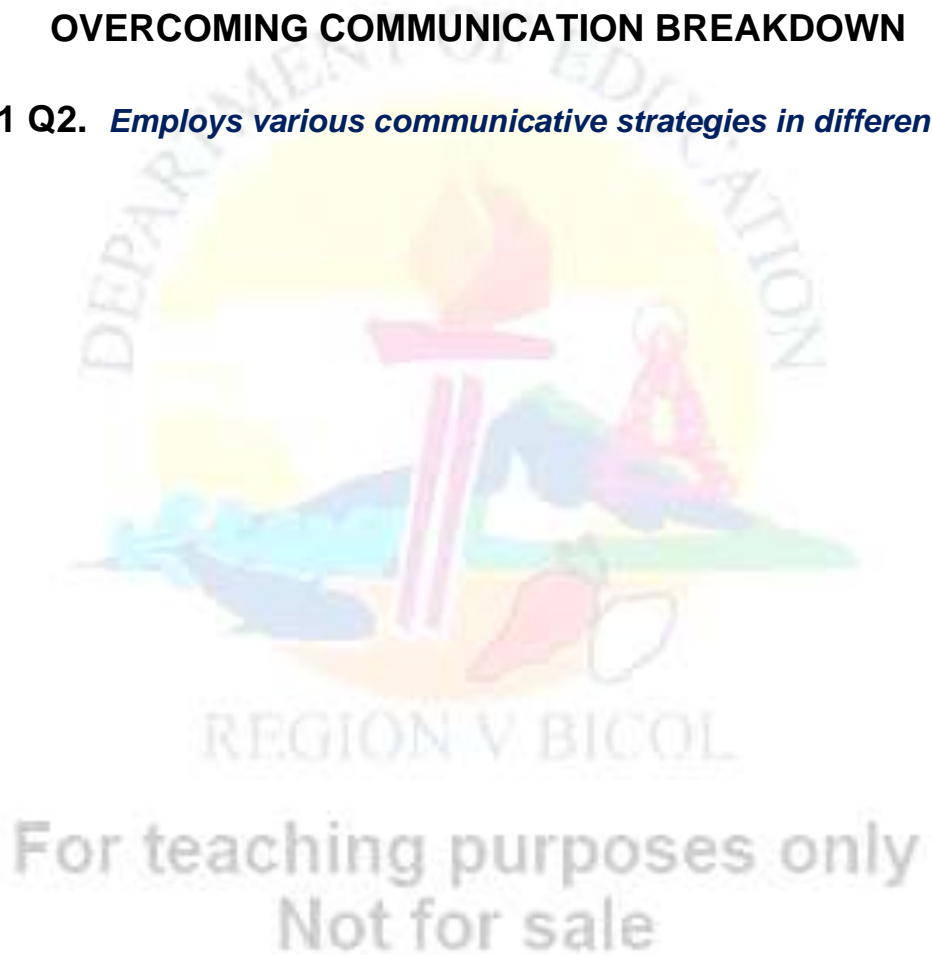 OVERCOMING COMMUNICATION BREAKDOWN
1 Q2. Employs various communicative strategies in differen
DEPARTMENT OF EDUCATION
REGION V BICOL
For teaching purposes only
Not for sale